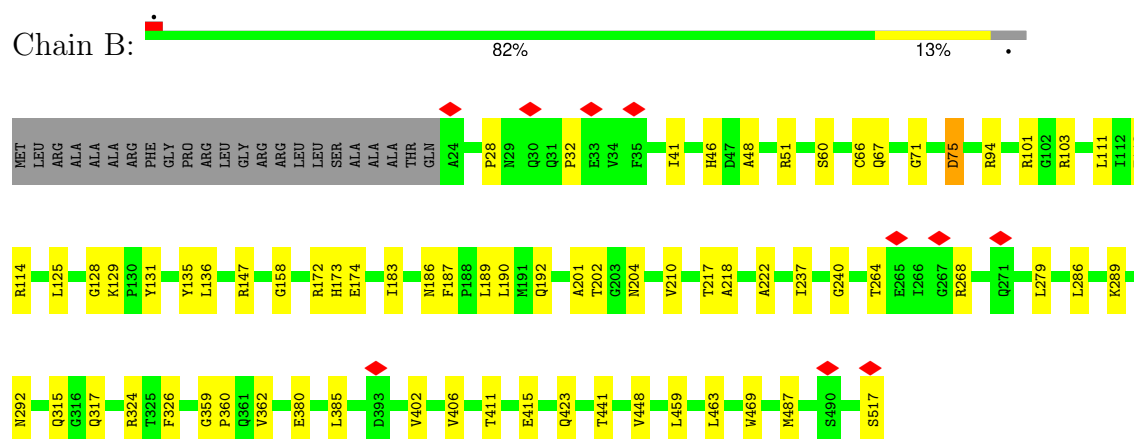 Chain B:
82% 13%
MET LEU ARG ALA ALA ALA ARG PHE GLY PRO ARG LEU GLY ARG ARG LEU LEU SER ALA ALA ALA THR GLN A24 P28 N29 Q30 Q31 P32 E33 V34 F35 I41 H46 D47 A48 R51 S60 C66 Q67 G71 D75 R94 R101 G102 R103 L111 I112
R114 L125 G128 K129 P130 Y131 Y135 L136 R147 G158 R172 H173 E174 I183 N186 F187 P188 L189 L190 M191 Q192 A201 T202 G203 N204 V210 T217 A218 A222 I237 G240 T264 E265 I266 G267 R268 Q271 L279 L286 K289
N292 Q315 G316 Q317 R324 T325 F326 G359 P360 Q361 V362 E380 L385 D393 V402 V406 T411 E415 Q423 T441 V448 L459 L463 W469 M487 S490 S517